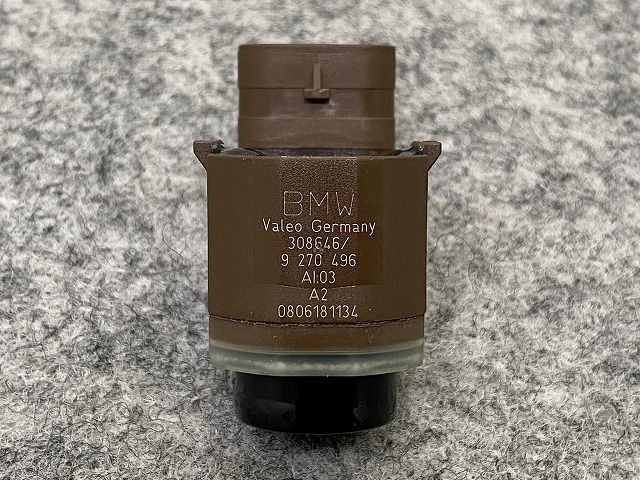 BMW
Valeo Germany
308646/
9 270 496
AI:03
A2
0806181134